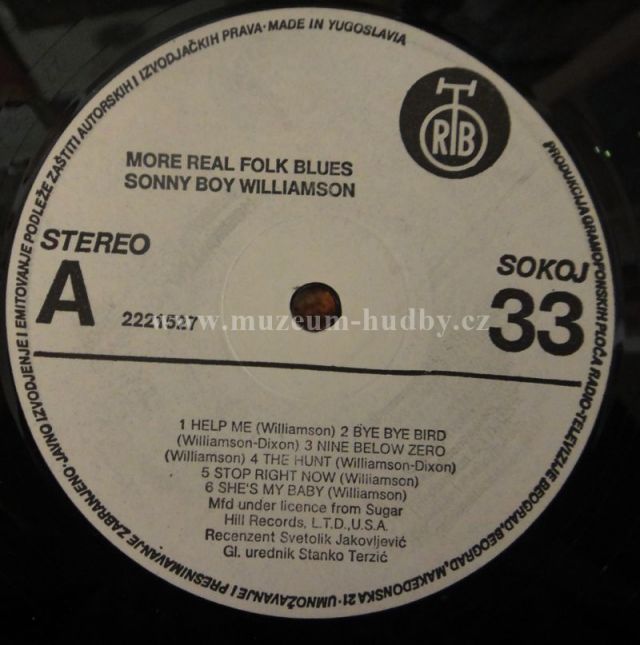 PRODUKCIJA GRAMOFONSKIH PLOČA RADIO-TELEVIZIJE BEOGRAD, BEOGRAD, MAKEDONSKA 21 · UMNOŽAVANJE I PRESNIMAVANJE ZABRANJENO · JAVNO IZVODJENJE I EMITOVANJE PODLEŽE ZAŠTITI AUTORSKIH I IZVODJAČKIH PRAVA · MADE IN YUGOSLAVIA
RTB
MORE REAL FOLK BLUES
SONNY BOY WILLIAMSON
STEREO
A
2221527
SOKOJ
33
www.muzeum-hudby.cz
1 HELP ME (Williamson) 2 BYE BYE BIRD
(Williamson-Dixon) 3 NINE BELOW ZERO
(Williamson) 4 THE HUNT (Williamson-Dixon)
5 STOP RIGHT NOW (Williamson)
6 SHE'S MY BABY (Williamson)
Mfd under licence from Sugar
Hill Records, L.T.D., U.S.A.
Recenzent Svetolik Jakovljević
Gl. urednik Stanko Terzić